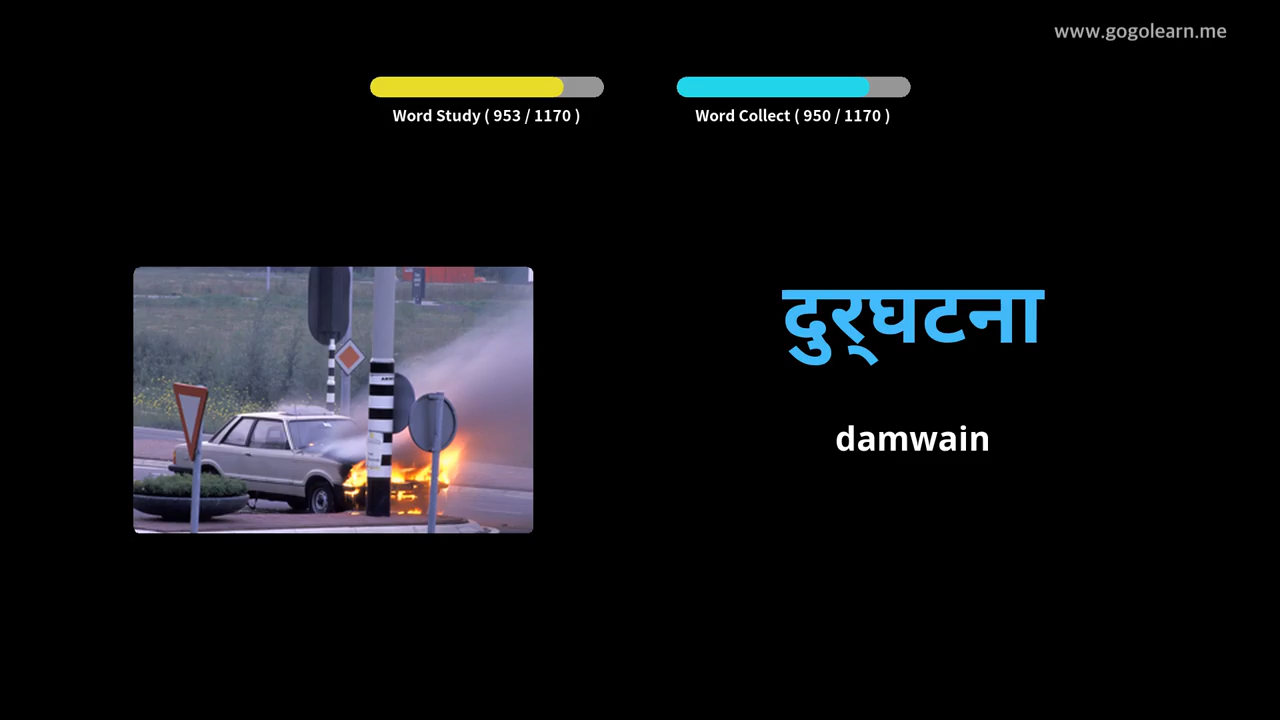 www.gogolearn.me
Word Study ( 953 / 1170 )
Word Collect ( 950 / 1170 )
दुर्‌घटना
damwain